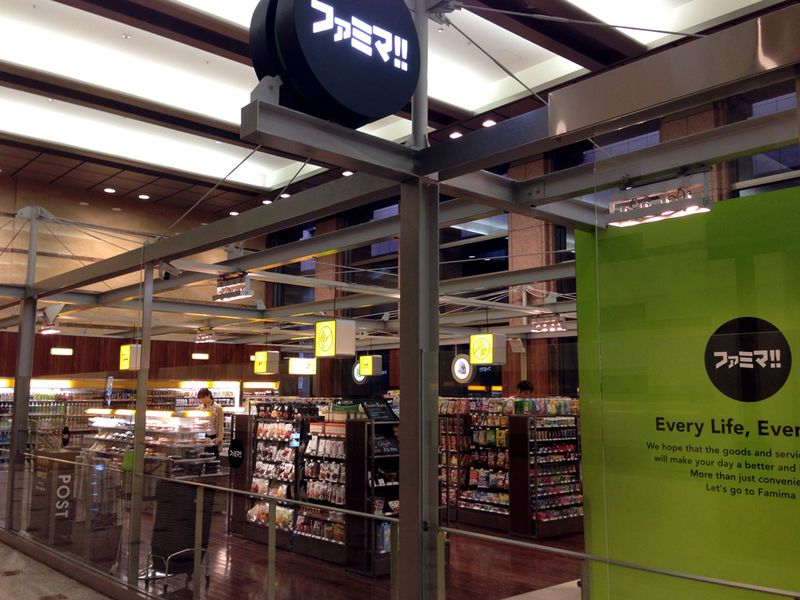 ファミマ!!
ファミマ!!
Every Life, Ever
We hope that the goods and servic
will make your day a better and
More than just convenie
Let's go to Famima
POST